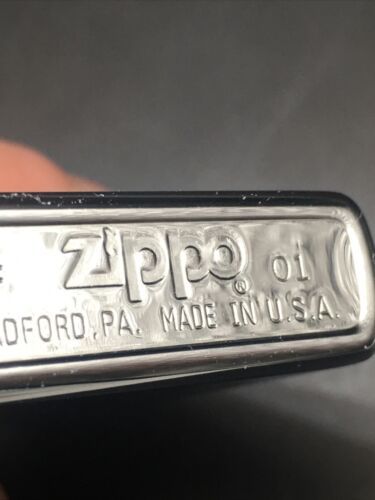 Zippo® 01
ADFORD, PA. MADE IN U.S.A.